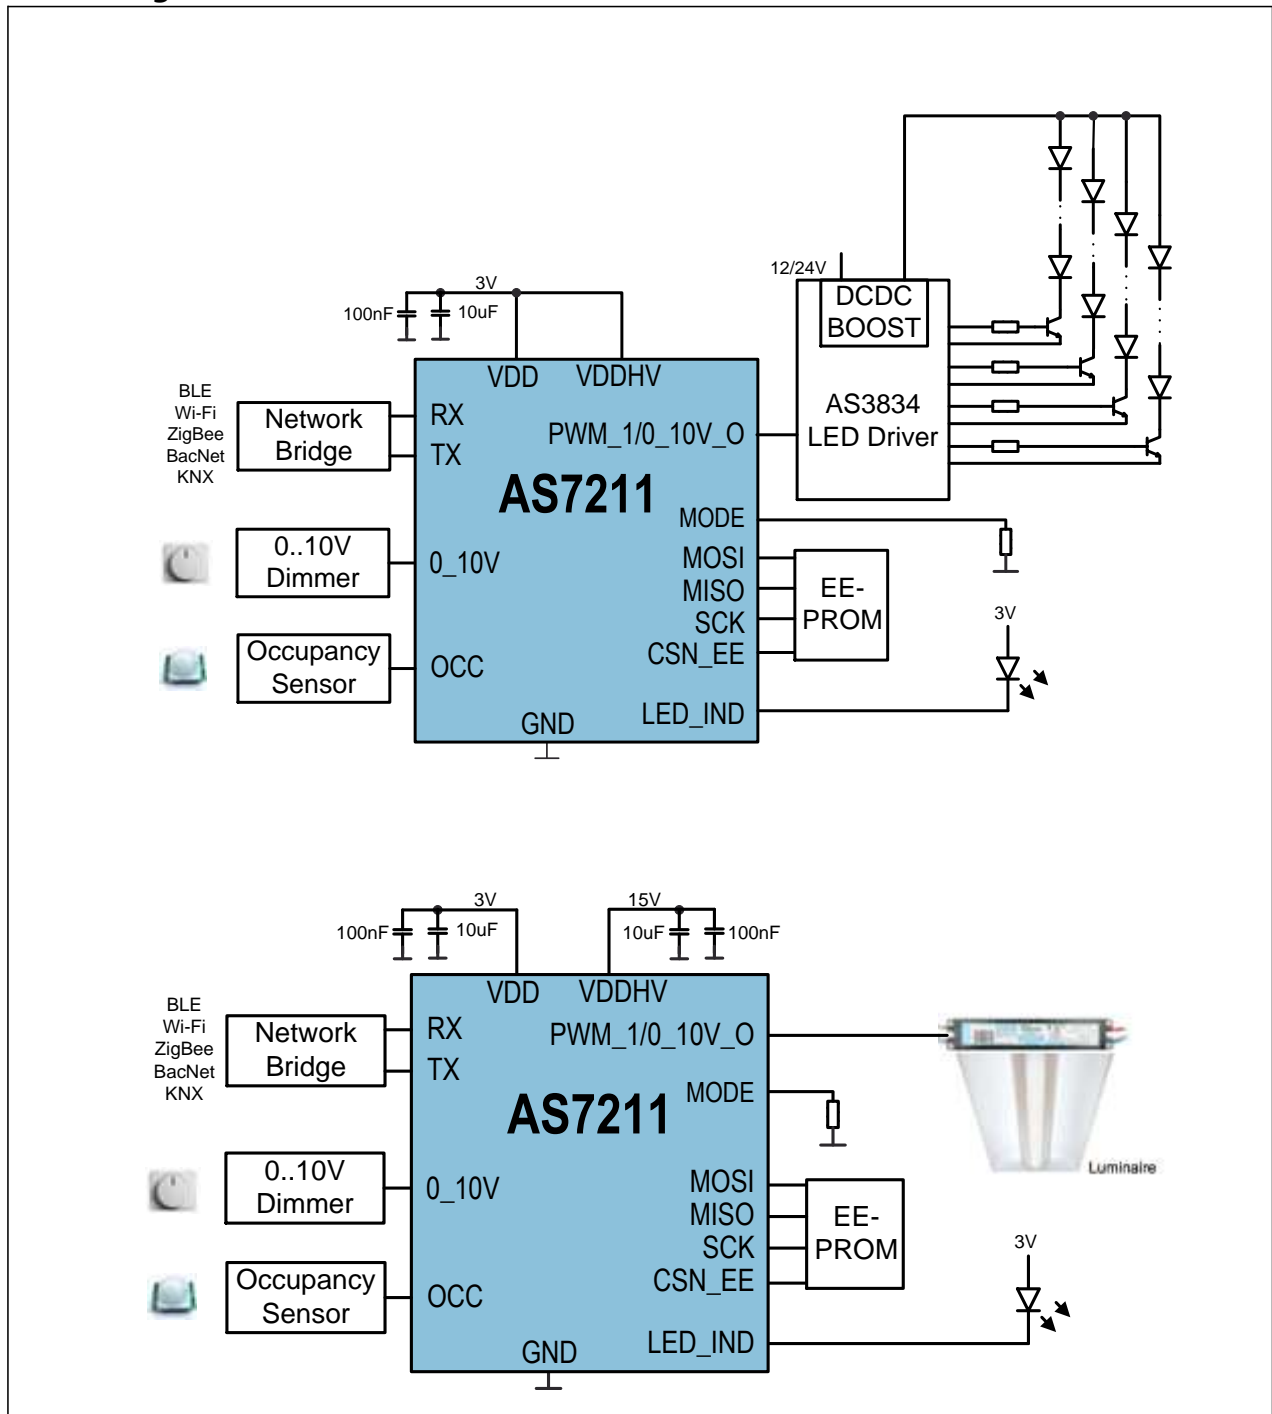 12/24V
DCDC
BOOST
3V
100nF
10uF
VDD
VDDHV
BLE
Wi-Fi
ZigBee
BacNet
KNX
Network
Bridge
RX
TX
PWM_1/0_10V_O
AS3834
LED Driver
AS7211
MODE
0..10V
Dimmer
0_10V
MOSI
MISO
SCK
CSN_EE
EE-
PROM
3V
Occupancy
Sensor
OCC
LED_IND
GND
3V
100nF
10uF
15V
10uF
100nF
VDD
VDDHV
BLE
Wi-Fi
ZigBee
BacNet
KNX
Network
Bridge
RX
TX
PWM_1/0_10V_O
MODE
AS7211
Luminaire
0..10V
Dimmer
0_10V
MOSI
MISO
SCK
CSN_EE
EE-
PROM
3V
Occupancy
Sensor
OCC
LED_IND
GND